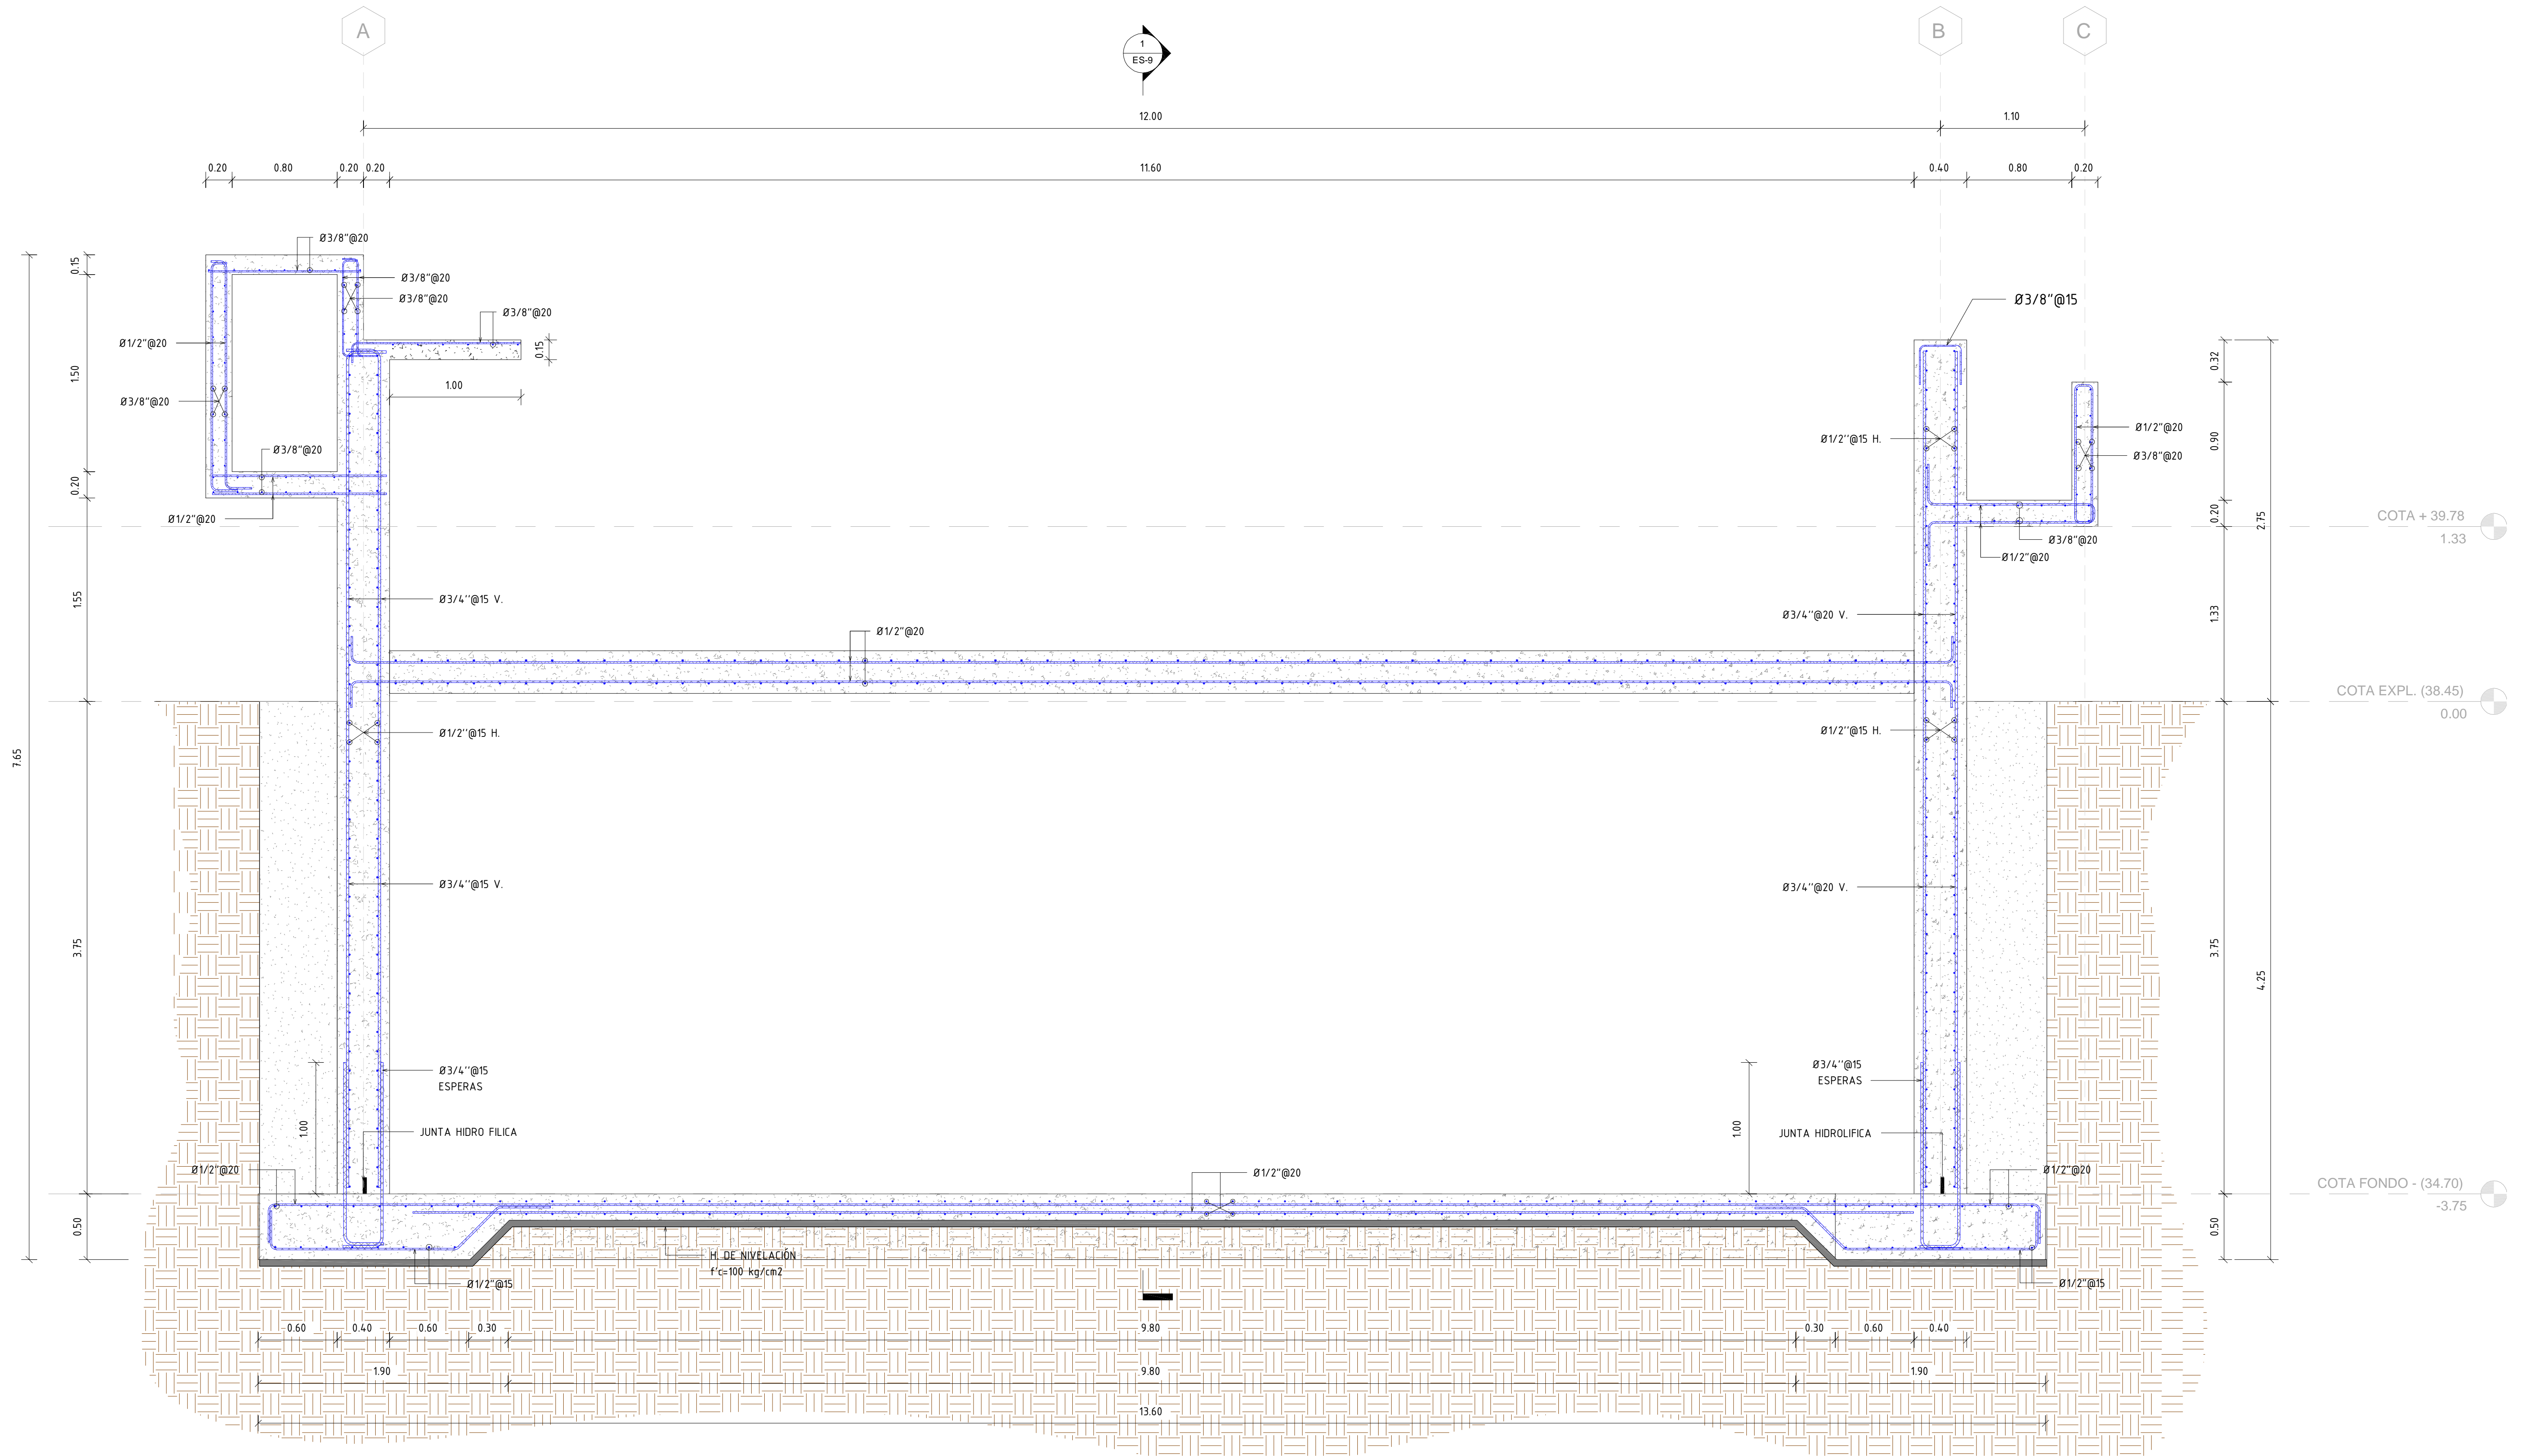 A
B
C
1
ES-9
12.00
1.10
0.20
0.80
0.20
0.20
11.60
0.40
0.80
0.20
Ø3/8"@20
Ø3/8"@20
Ø3/8"@20
Ø3/8"@20
0.15
0.15
Ø3/8"@15
Ø1/2"@20
1.50
0.32
1.00
Ø3/8"@20
Ø1/2"@20
Ø1/2''@15 H.
0.90
Ø3/8"@20
Ø3/8"@20
0.20
Ø1/2"@20
0.20
2.75
COTA + 39.78
1.33
Ø3/8"@20
Ø1/2"@20
Ø3/4''@15 V.
1.55
Ø3/4''@20 V.
1.33
Ø1/2"@20
COTA EXPL. (38.45)
0.00
Ø1/2''@15 H.
Ø1/2''@15 H.
7.65
Ø3/4''@15 V.
Ø3/4''@20 V.
3.75
3.75
4.25
Ø3/4''@15
ESPERAS
Ø3/4''@15
ESPERAS
1.00
1.00
JUNTA HIDRO FILICA
JUNTA HIDROLIFICA
Ø1/2"@20
Ø1/2"@20
Ø1/2"@20
COTA FONDO - (34.70)
-3.75
0.50
0.50
H. DE NIVELACIÓN
f'c=100 kg/cm2
Ø1/2"@15
Ø1/2"@15
0.60
0.40
0.60
0.30
9.80
0.30
0.60
0.40
1.90
9.80
1.90
13.60